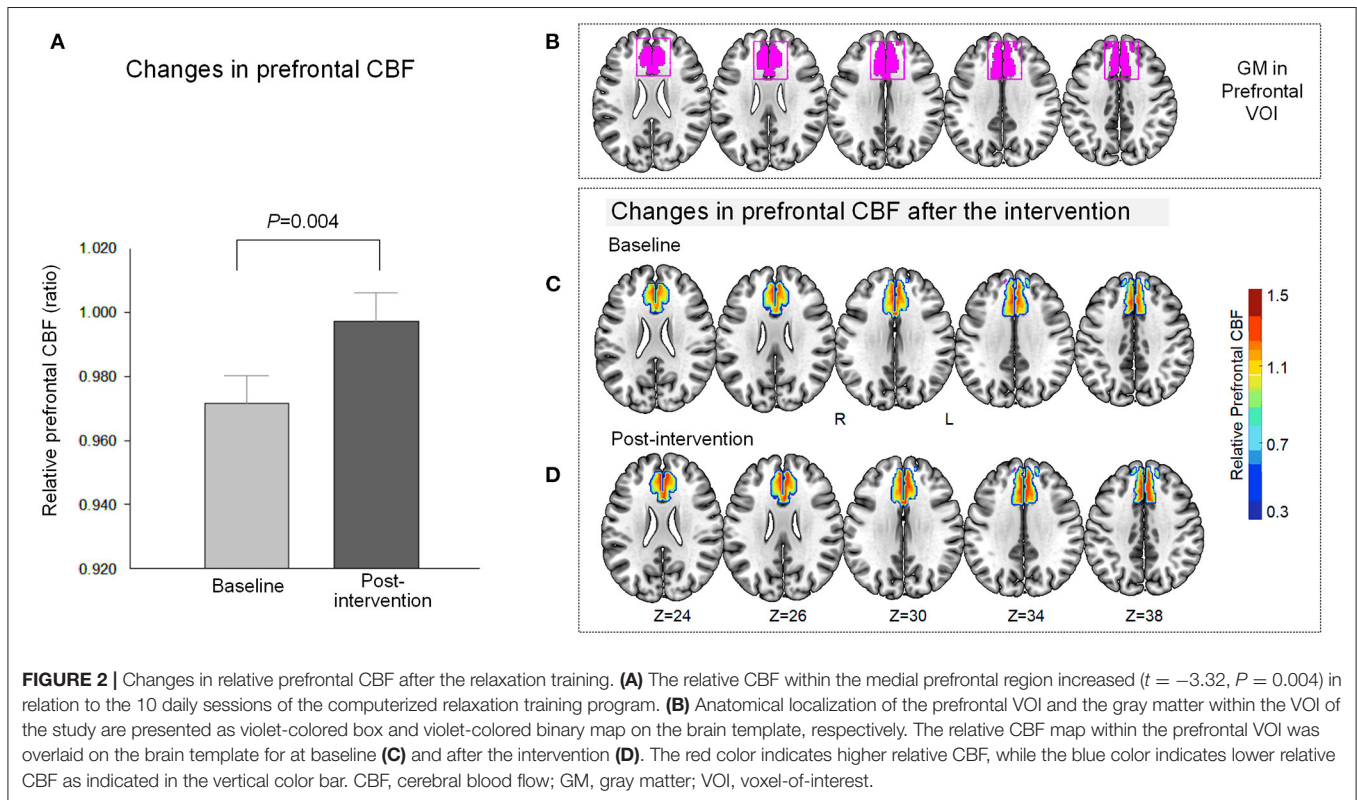 A
Changes in prefrontal CBF
P=0.004
Relative prefrontal CBF (ratio)
1.020
1.000
0.980
0.960
0.940
0.920
Baseline
Post-
intervention
B
GM in
Prefrontal
VOI
Changes in prefrontal CBF after the intervention
Baseline
C
R L
Post-intervention
D
Z=24 Z=26 Z=30 Z=34 Z=38
Relative Prefrontal CBF
1.5
1.1
0.7
0.3
FIGURE 2 | Changes in relative prefrontal CBF after the relaxation training. (A) The relative CBF within the medial prefrontal region increased (t = −3.32, P = 0.004) in
relation to the 10 daily sessions of the computerized relaxation training program. (B) Anatomical localization of the prefrontal VOI and the gray matter within the VOI of
the study are presented as violet-colored box and violet-colored binary map on the brain template, respectively. The relative CBF map within the prefrontal VOI was
overlaid on the brain template for at baseline (C) and after the intervention (D). The red color indicates higher relative CBF, while the blue color indicates lower relative
CBF as indicated in the vertical color bar. CBF, cerebral blood flow; GM, gray matter; VOI, voxel-of-interest.